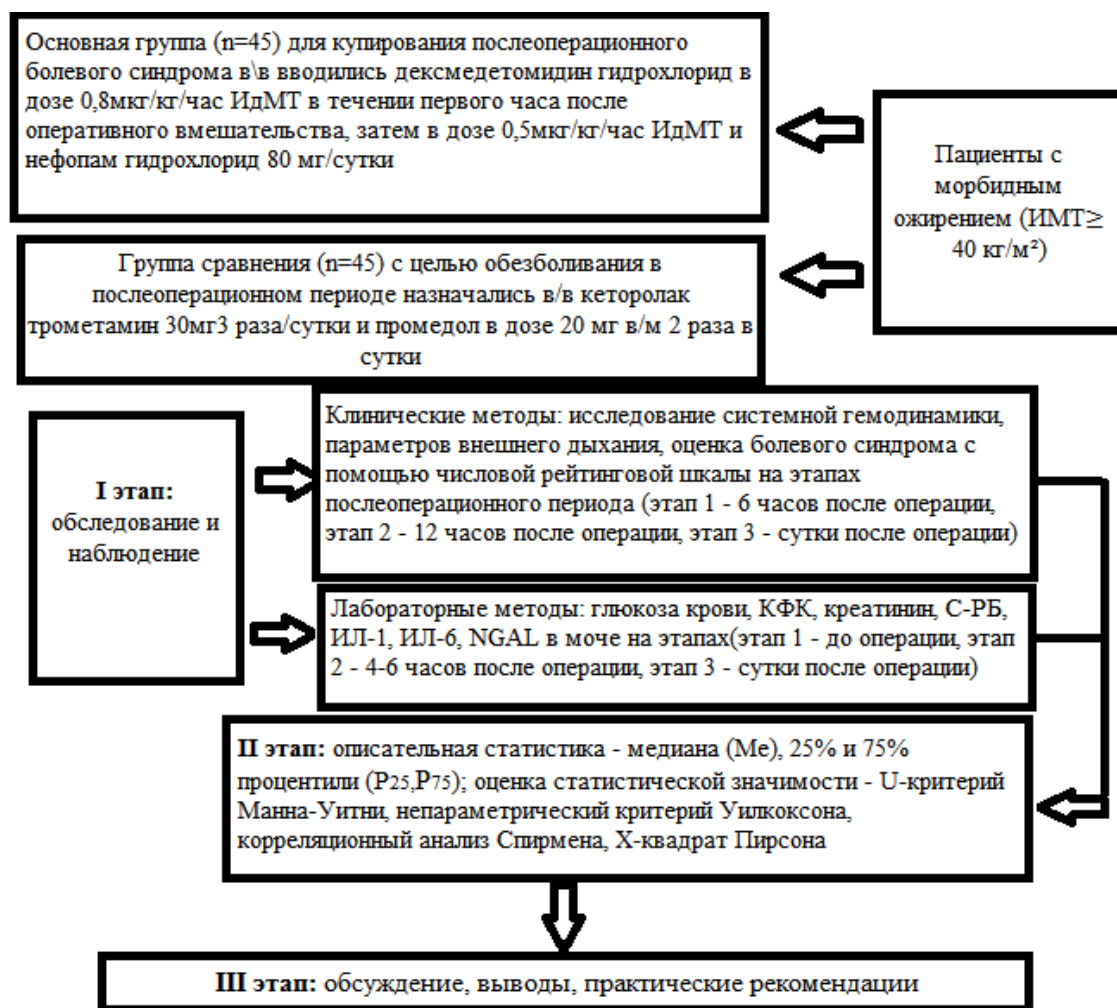 Основная группа (n=45) для купирования послеоперационного
болевого синдрома в\в вводились дексмедетомидин гидрохлорид в
дозе 0,8мкг/кг/час ИдМТ в течении первого часа после
оперативного вмешательства, затем в дозе 0,5мкг/кг/час ИдМТ и
нефопам гидрохлорид 80 мг/сутки
Пациенты с
морбидным
ожирением (ИМТ≥
40 кг/м²)
Группа сравнения (n=45) с целью обезболивания в
послеоперационном периоде назначались в/в кеторолак
трометамин 30мг3 раза/сутки и промедол в дозе 20 мг в/м 2 раза в
сутки
I этап:
обследование и
наблюдение
Клинические методы: исследование системной гемодинамики,
параметров внешнего дыхания, оценка болевого синдрома с
помощью числовой рейтинговой шкалы на этапах
послеоперационного периода (этап 1 - 6 часов после операции,
этап 2 - 12 часов после операции, этап 3 - сутки после операции)
Лабораторные методы: глюкоза крови, КФК, креатинин, С-РБ,
ИЛ-1, ИЛ-6, NGAL в моче на этапах(этап 1 - до операции, этап
2 - 4-6 часов после операции, этап 3 - сутки после операции)
II этап: описательная статистика - медиана (Ме), 25% и 75%
процентили (P25,P75); оценка статистической значимости - U-критерий
Манна-Уитни, непараметрический критерий Уилкоксона,
корреляционный анализ Спирмена, Х-квадрат Пирсона
III этап: обсуждение, выводы, практические рекомендации